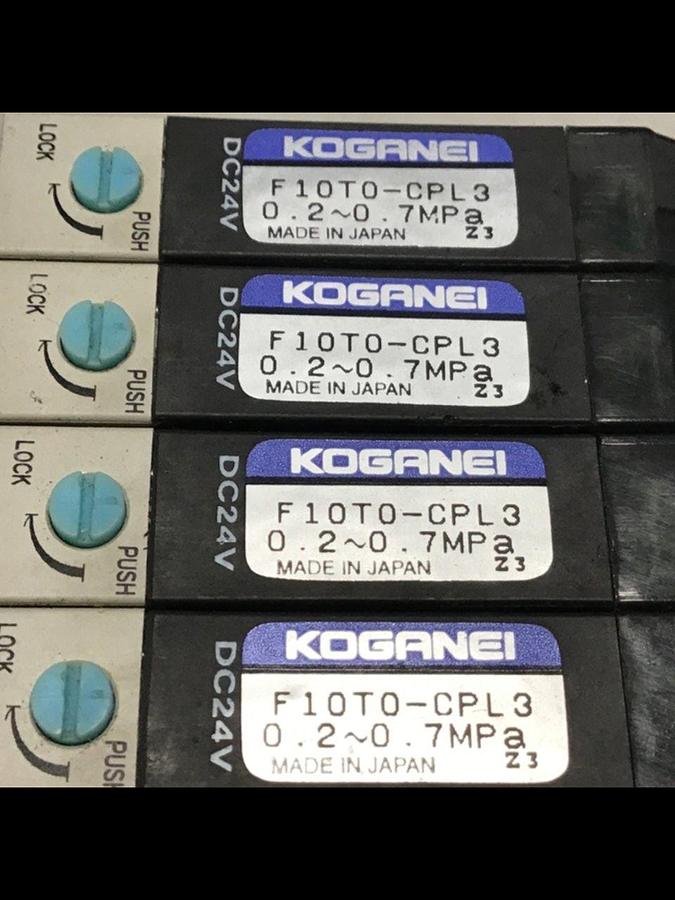 LOCK
PUSH
DC24V
KOGANEI
F10T0-CPL3
0.2~0.7MPa
MADE IN JAPAN Z3
LOCK
PUSH
DC24V
KOGANEI
F10T0-CPL3
0.2~0.7MPa
MADE IN JAPAN Z3
LOCK
PUSH
DC24V
KOGANEI
F10T0-CPL3
0.2~0.7MPa
MADE IN JAPAN Z3
LOCK
PUSH
DC24V
KOGANEI
F10T0-CPL3
0.2~0.7MPa
MADE IN JAPAN Z3